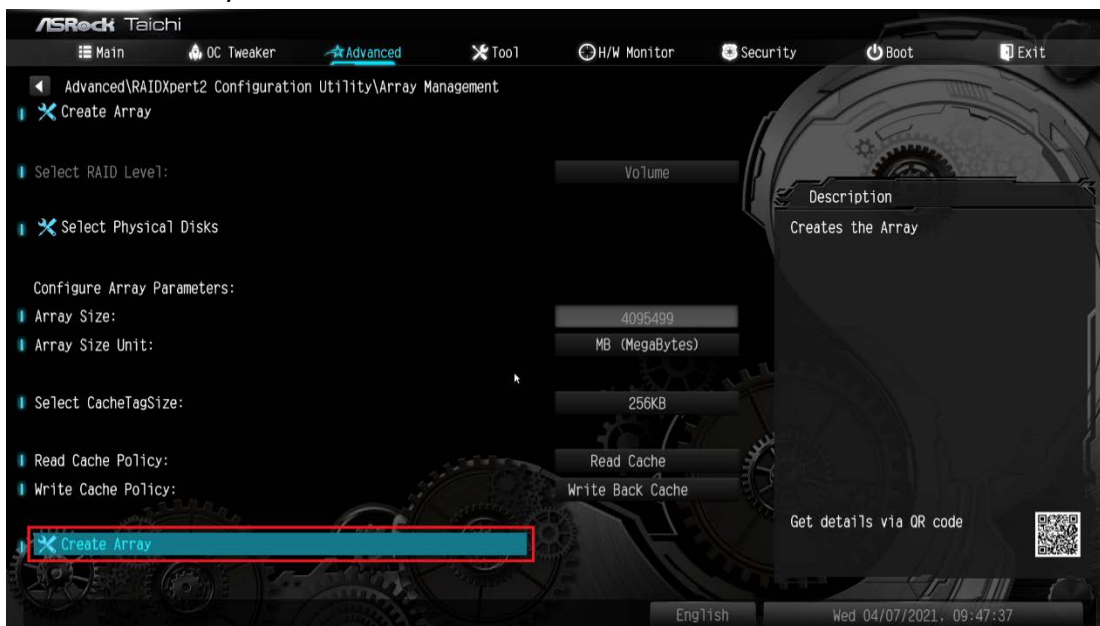 ASRock Taichi
Main OC Tweaker Advanced Tool H/W Monitor Security Boot Exit
Advanced\RAIDXpert2 Configuration Utility\Array Management
Create Array
Select RAID Level: Volume
Description
Select Physical Disks
Creates the Array
Configure Array Parameters:
Array Size: 4095499
Array Size Unit: MB (MegaBytes)
Select CacheTagSize: 256KB
Read Cache Policy: Read Cache
Write Cache Policy: Write Back Cache
Get details via QR code
Create Array
English Wed 04/07/2021. 09:47:37